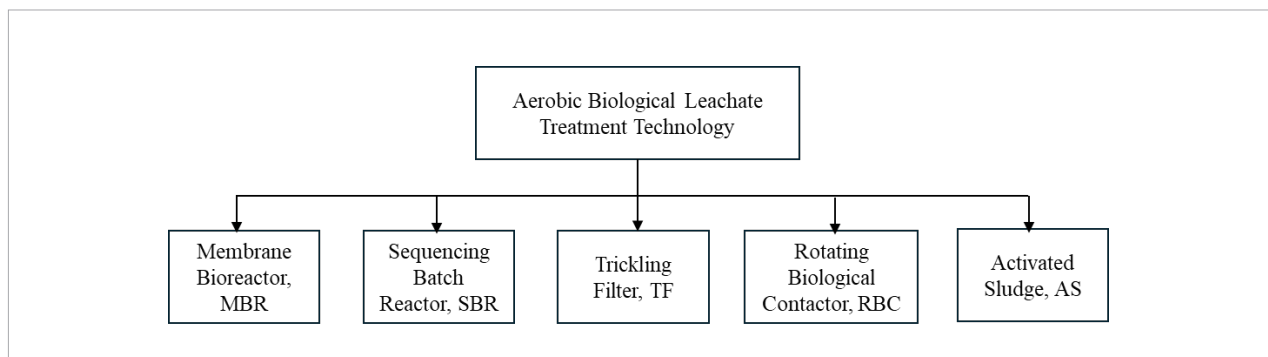 Aerobic Biological Leachate
Treatment Technology
Membrane
Bioreactor,
MBR
Sequencing
Batch
Reactor, SBR
Trickling
Filter, TF
Rotating
Biological
Contactor, RBC
Activated
Sludge, AS